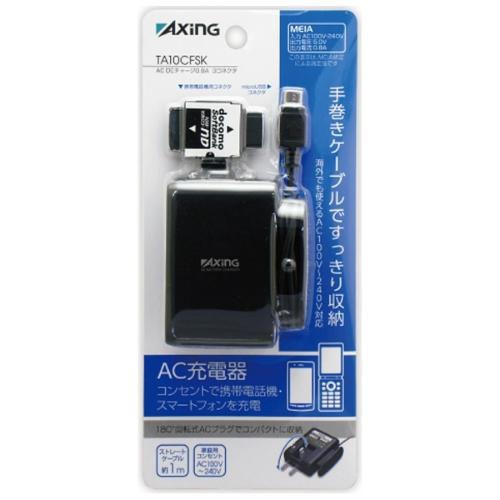 AXING
TA10CFSK
AC DCチャージ0.8A 3コネクタ
MEIA
入力 AC100V-240V
出力電圧 5.0V
出力電流 0.8A
▼携帯電話機用コネクタ
microUSB
コネクタ
docomo
SoftBank
au
手巻きケーブルですっきり収納
海外でも使えるAC100V～240V対応
AXING
AC充電器
コンセントで携帯電話機・
スマートフォンを充電
180°回転式ACプラグでコンパクトに収納
ストレート
ケーブル
約1m
家庭用
コンセント
AC100V
～240V